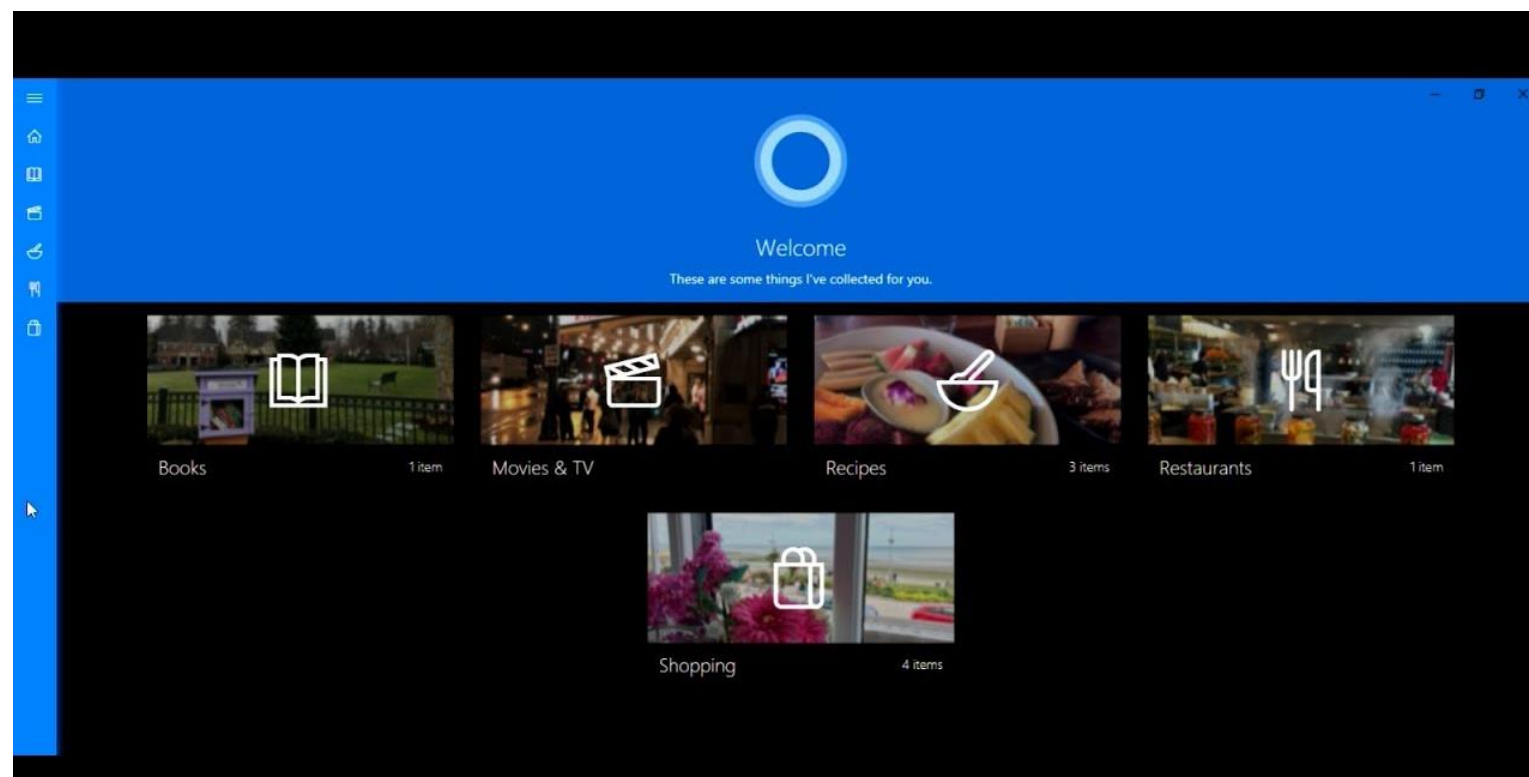 Welcome
These are some things I've collected for you.
Books 1 item
Movies & TV
Recipes 3 items
Restaurants 1 item
Shopping 4 items